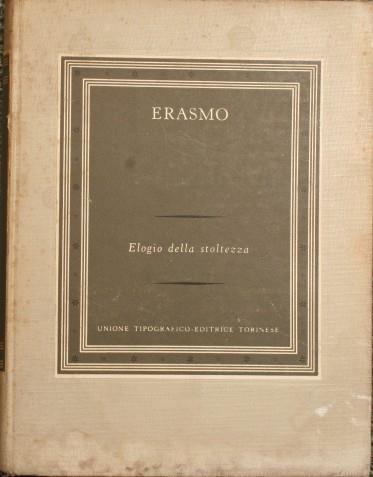 ERASMO
Elogio della stoltezza
UNIONE TIPOGRAFICO-EDITRICE TORINESE